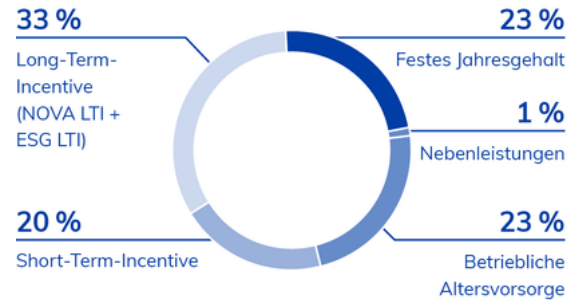 33 %
Long-Term-
Incentive
(NOVA LTI +
ESG LTI)
23 %
Festes Jahresgehalt
1 %
Nebenleistungen
20 %
Short-Term-Incentive
23 %
Betriebliche
Altersvorsorge